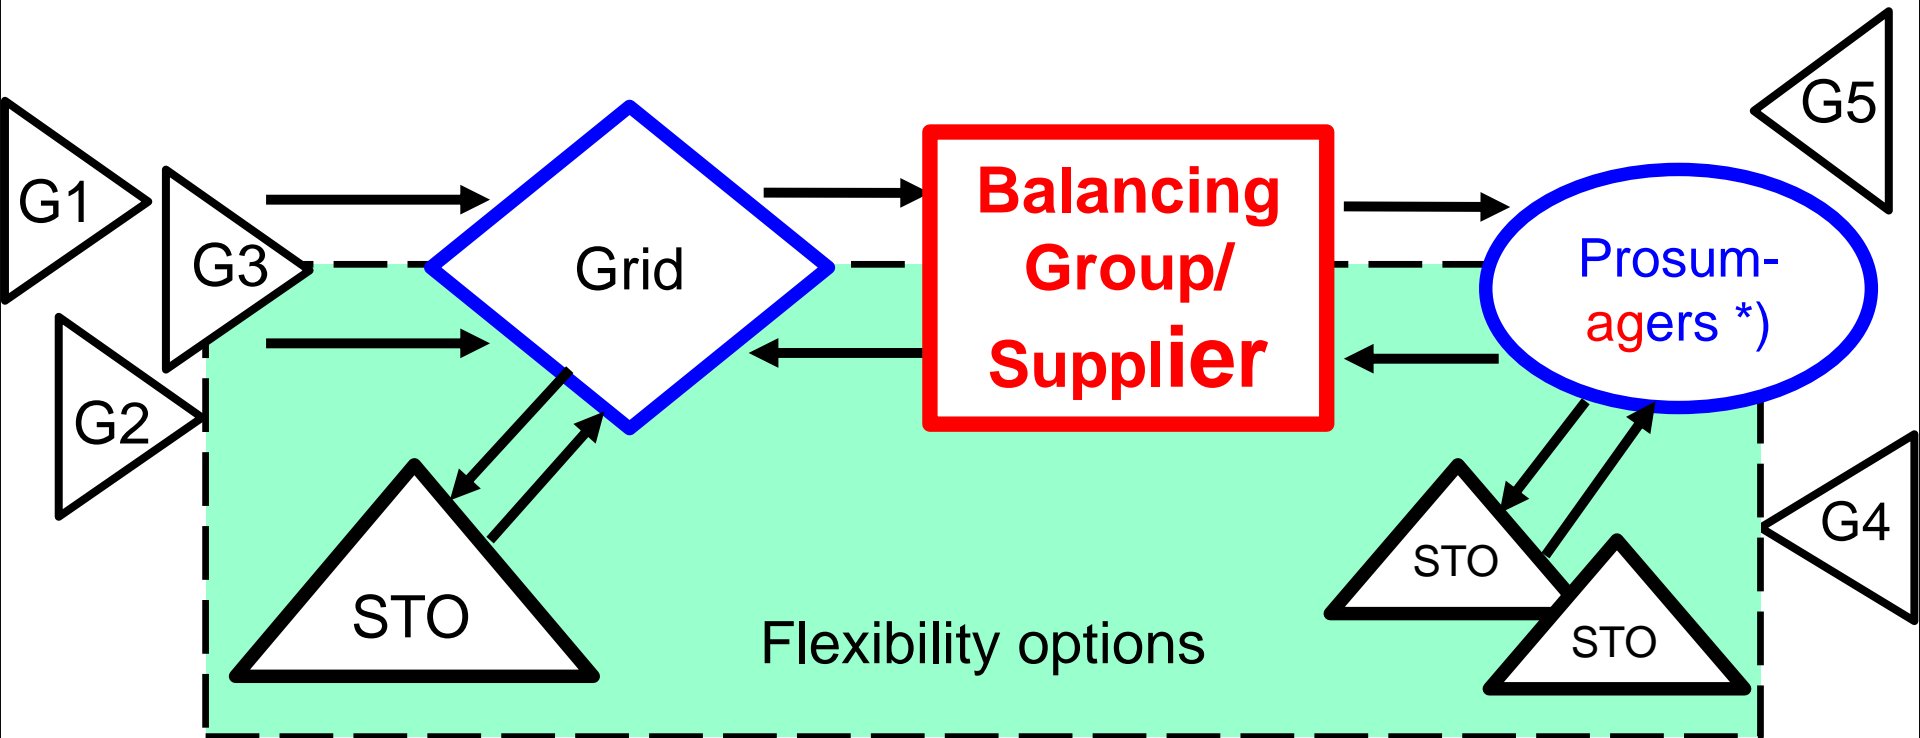 G1
G3
G2
Grid
Balancing
Group/
Supplier
Prosum-
agers *)
G5
G4
STO
Flexibility options
STO
STO